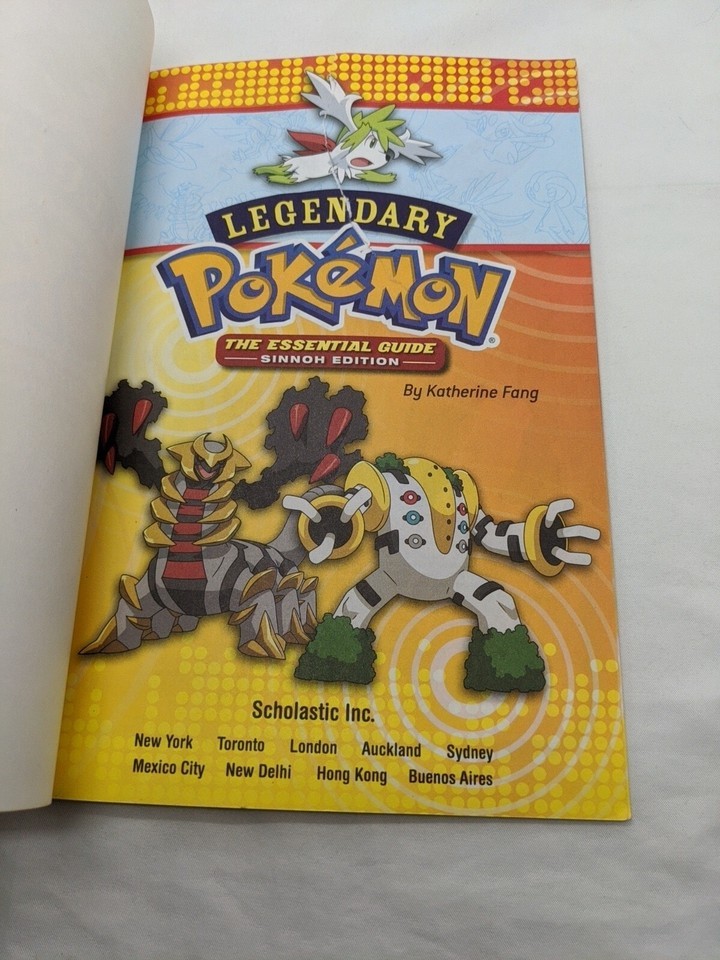 LEGENDARY
POKéMON®
THE ESSENTIAL GUIDE
SINNOH EDITION
By Katherine Fang
Scholastic Inc.
New York Toronto London Auckland Sydney
Mexico City New Delhi Hong Kong Buenos Aires